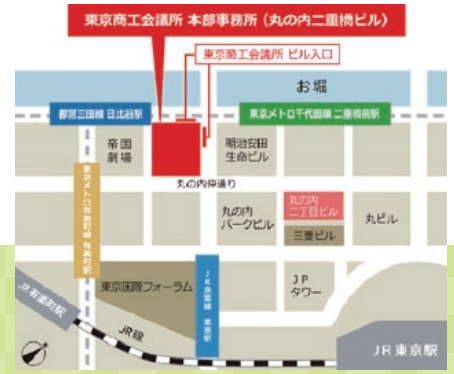 東京商工会議所 本部事務所 (丸の内二重橋ビル)
東京商工会議所 ビル入口
お堀
都営三田線 日比谷駅
東京メトロ千代田線 二重橋前駅
帝国
劇場
明治安田
生命ビル
丸の内仲通り
東京メトロ有楽町線 有楽町駅
丸の内
パークビル
丸の内
二丁目ビル
三菱ビル
丸ビル
JR有楽町駅
東京国際フォーラム
JR京葉線 東京駅
JP
タワー
JR線
JR東京駅